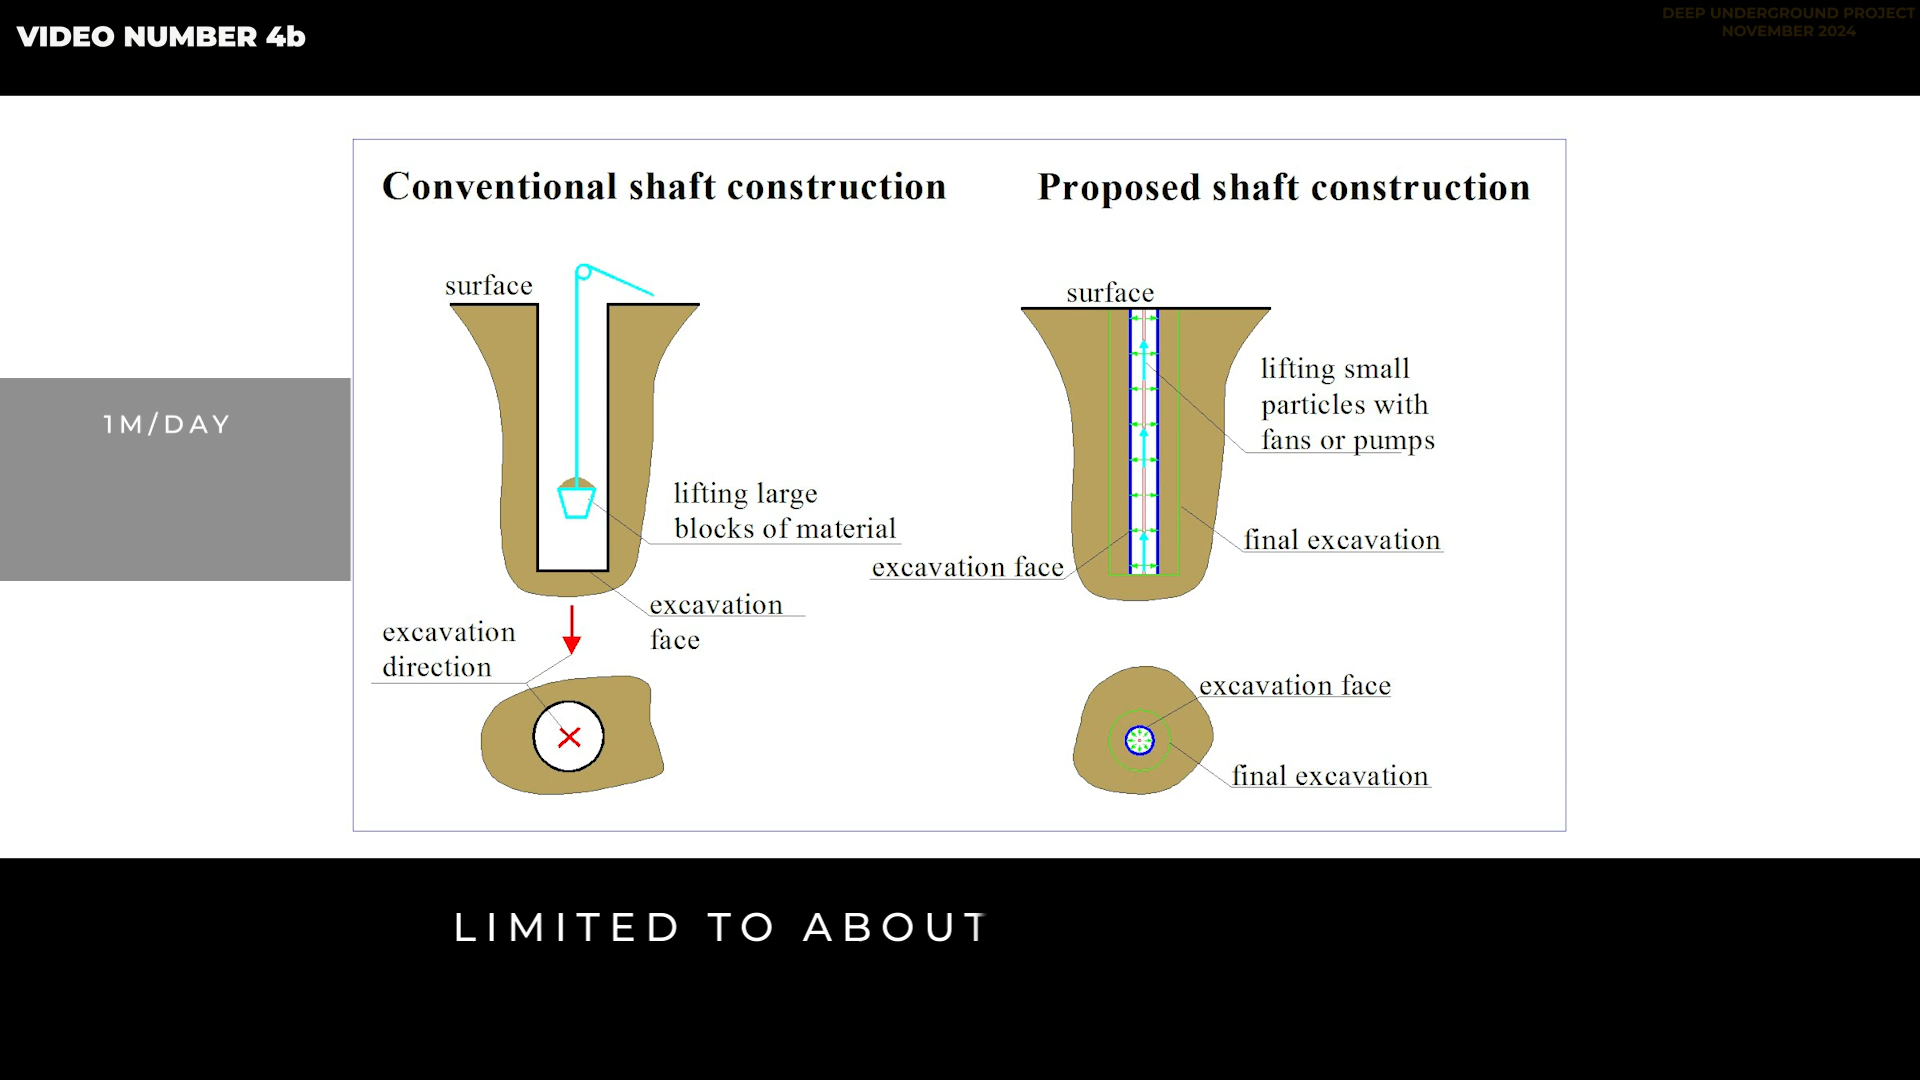 VIDEO NUMBER 4b
DEEP UNDERGROUND PROJECT
NOVEMBER 2024
Conventional shaft construction
Proposed shaft construction
surface
surface
lifting small
particles with
fans or pumps
1M/DAY
lifting large
blocks of material
final excavation
excavation face
excavation
face
excavation
direction
excavation face
final excavation
LIMITED TO ABOUT